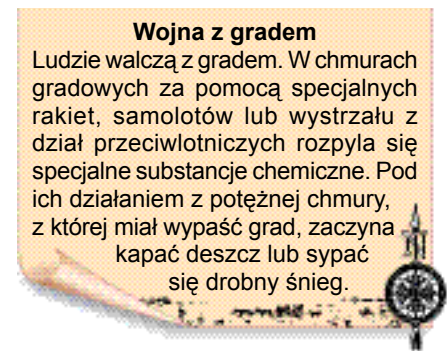 Wojna z gradem
Ludzie walczą z gradem. W chmurach
gradowych za pomocą specjalnych
rakiet, samolotów lub wystrzału z
dział przeciwlotniczych rozpyla się
specjalne substancje chemiczne. Pod
ich działaniem z potężnej chmury,
z której miał wypaść grad, zaczyna
kapać deszcz lub sypać
się drobny śnieg.